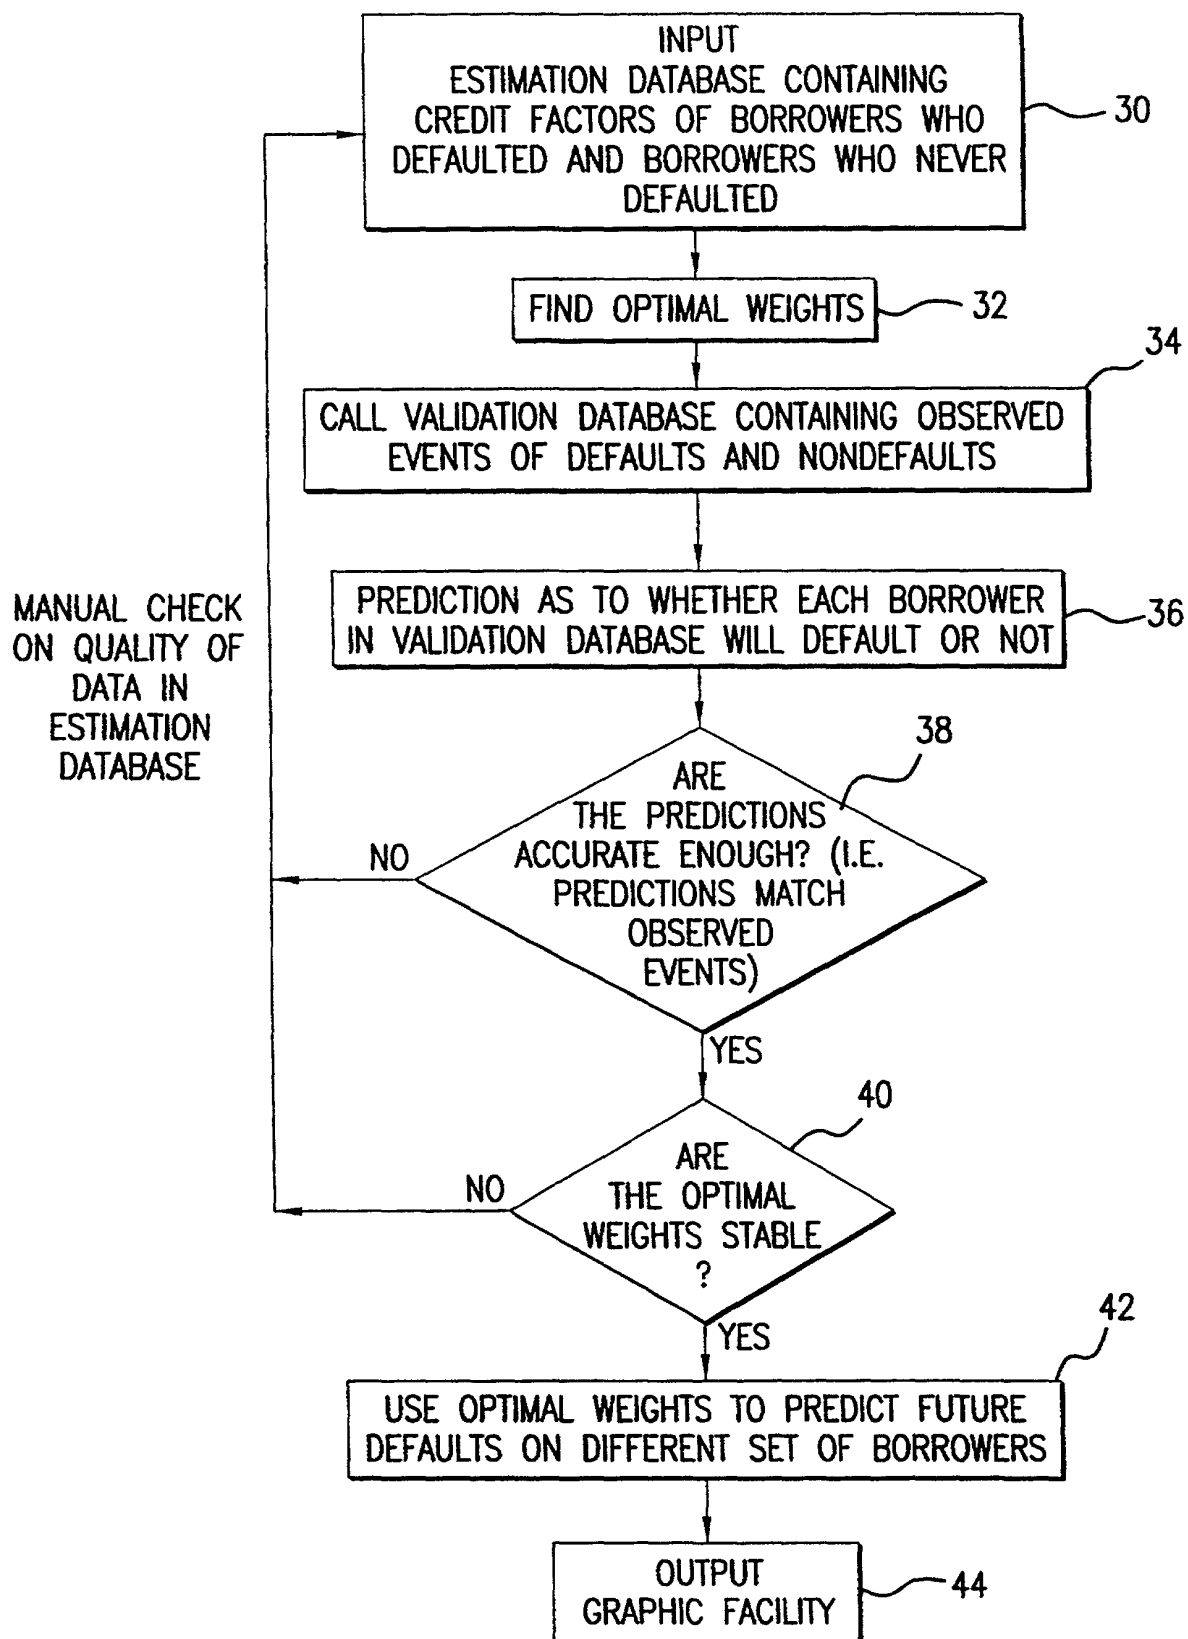 INPUT
ESTIMATION DATABASE CONTAINING
CREDIT FACTORS OF BORROWERS WHO
DEFAULTED AND BORROWERS WHO NEVER
DEFAULTED
30
FIND OPTIMAL WEIGHTS
32
34
CALL VALIDATION DATABASE CONTAINING OBSERVED
EVENTS OF DEFAULTS AND NONDEFAULTS
PREDICTION AS TO WHETHER EACH BORROWER
IN VALIDATION DATABASE WILL DEFAULT OR NOT
36
MANUAL CHECK
ON QUALITY OF
DATA IN
ESTIMATION
DATABASE
38
ARE
THE PREDICTIONS
ACCURATE ENOUGH? (I.E.
PREDICTIONS MATCH
OBSERVED
EVENTS)
NO
YES
40
ARE
THE OPTIMAL
WEIGHTS STABLE
?
NO
YES
42
USE OPTIMAL WEIGHTS TO PREDICT FUTURE
DEFAULTS ON DIFFERENT SET OF BORROWERS
OUTPUT
GRAPHIC FACILITY
44